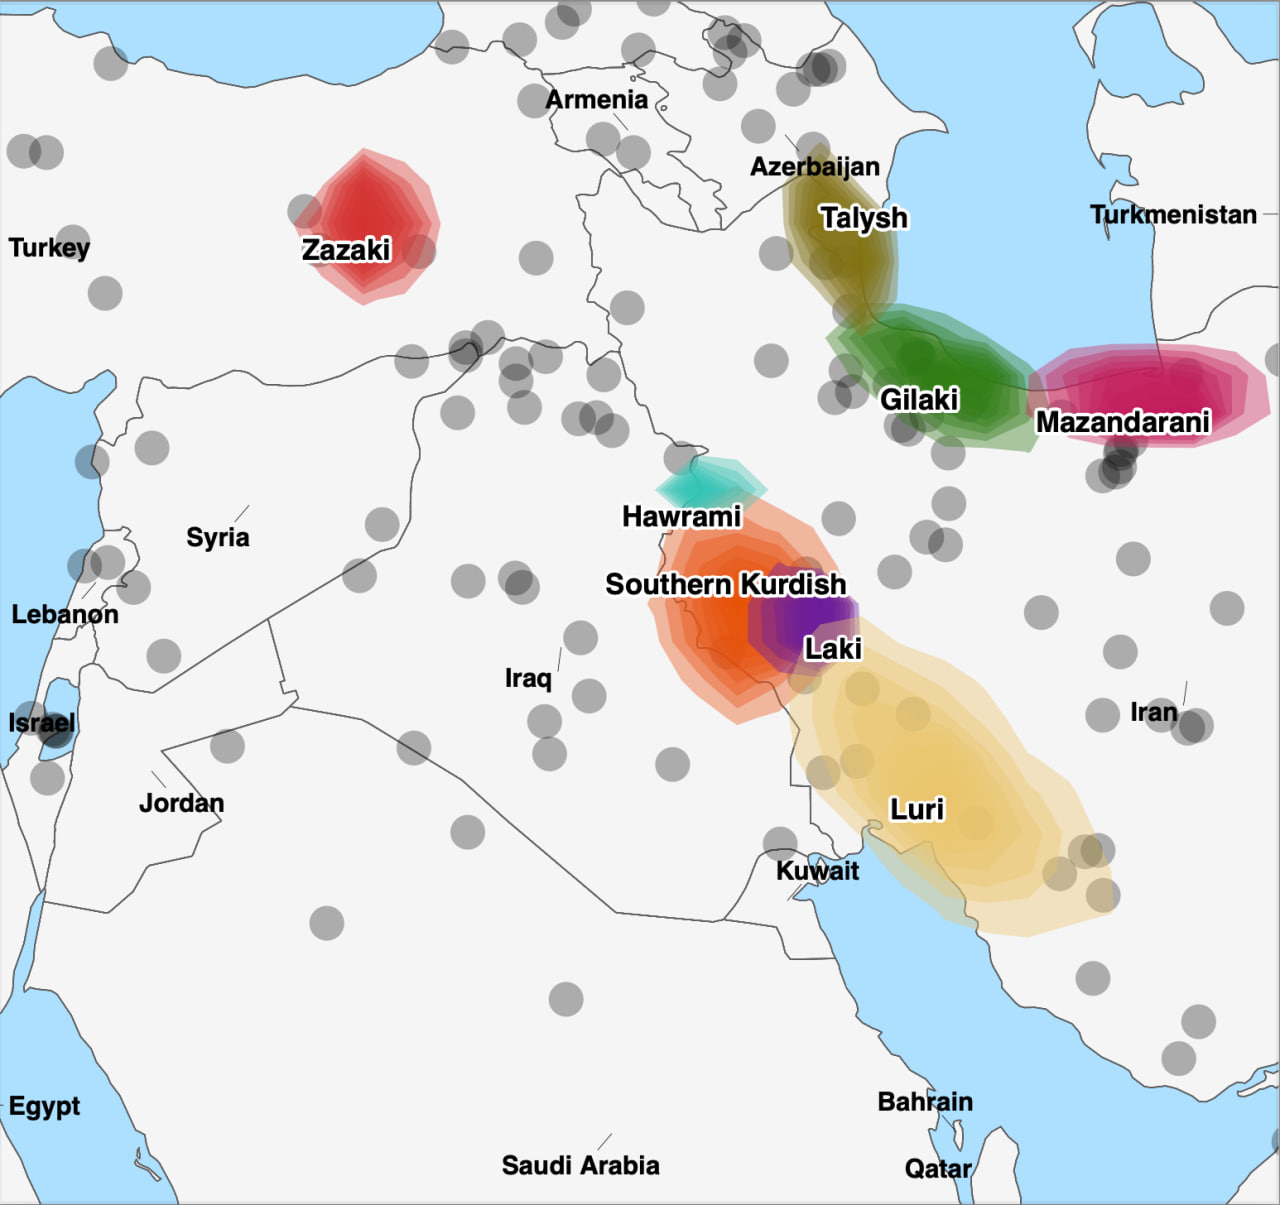 Armenia
Azerbaijan
Talysh
Turkmenistan
Turkey
Zazaki
Gilaki
Mazandarani
Hawrami
Syria
Southern Kurdish
Lebanon
Laki
Iraq
Iran
Israel
Jordan
Luri
Kuwait
Bahrain
Egypt
Saudi Arabia
Qatar